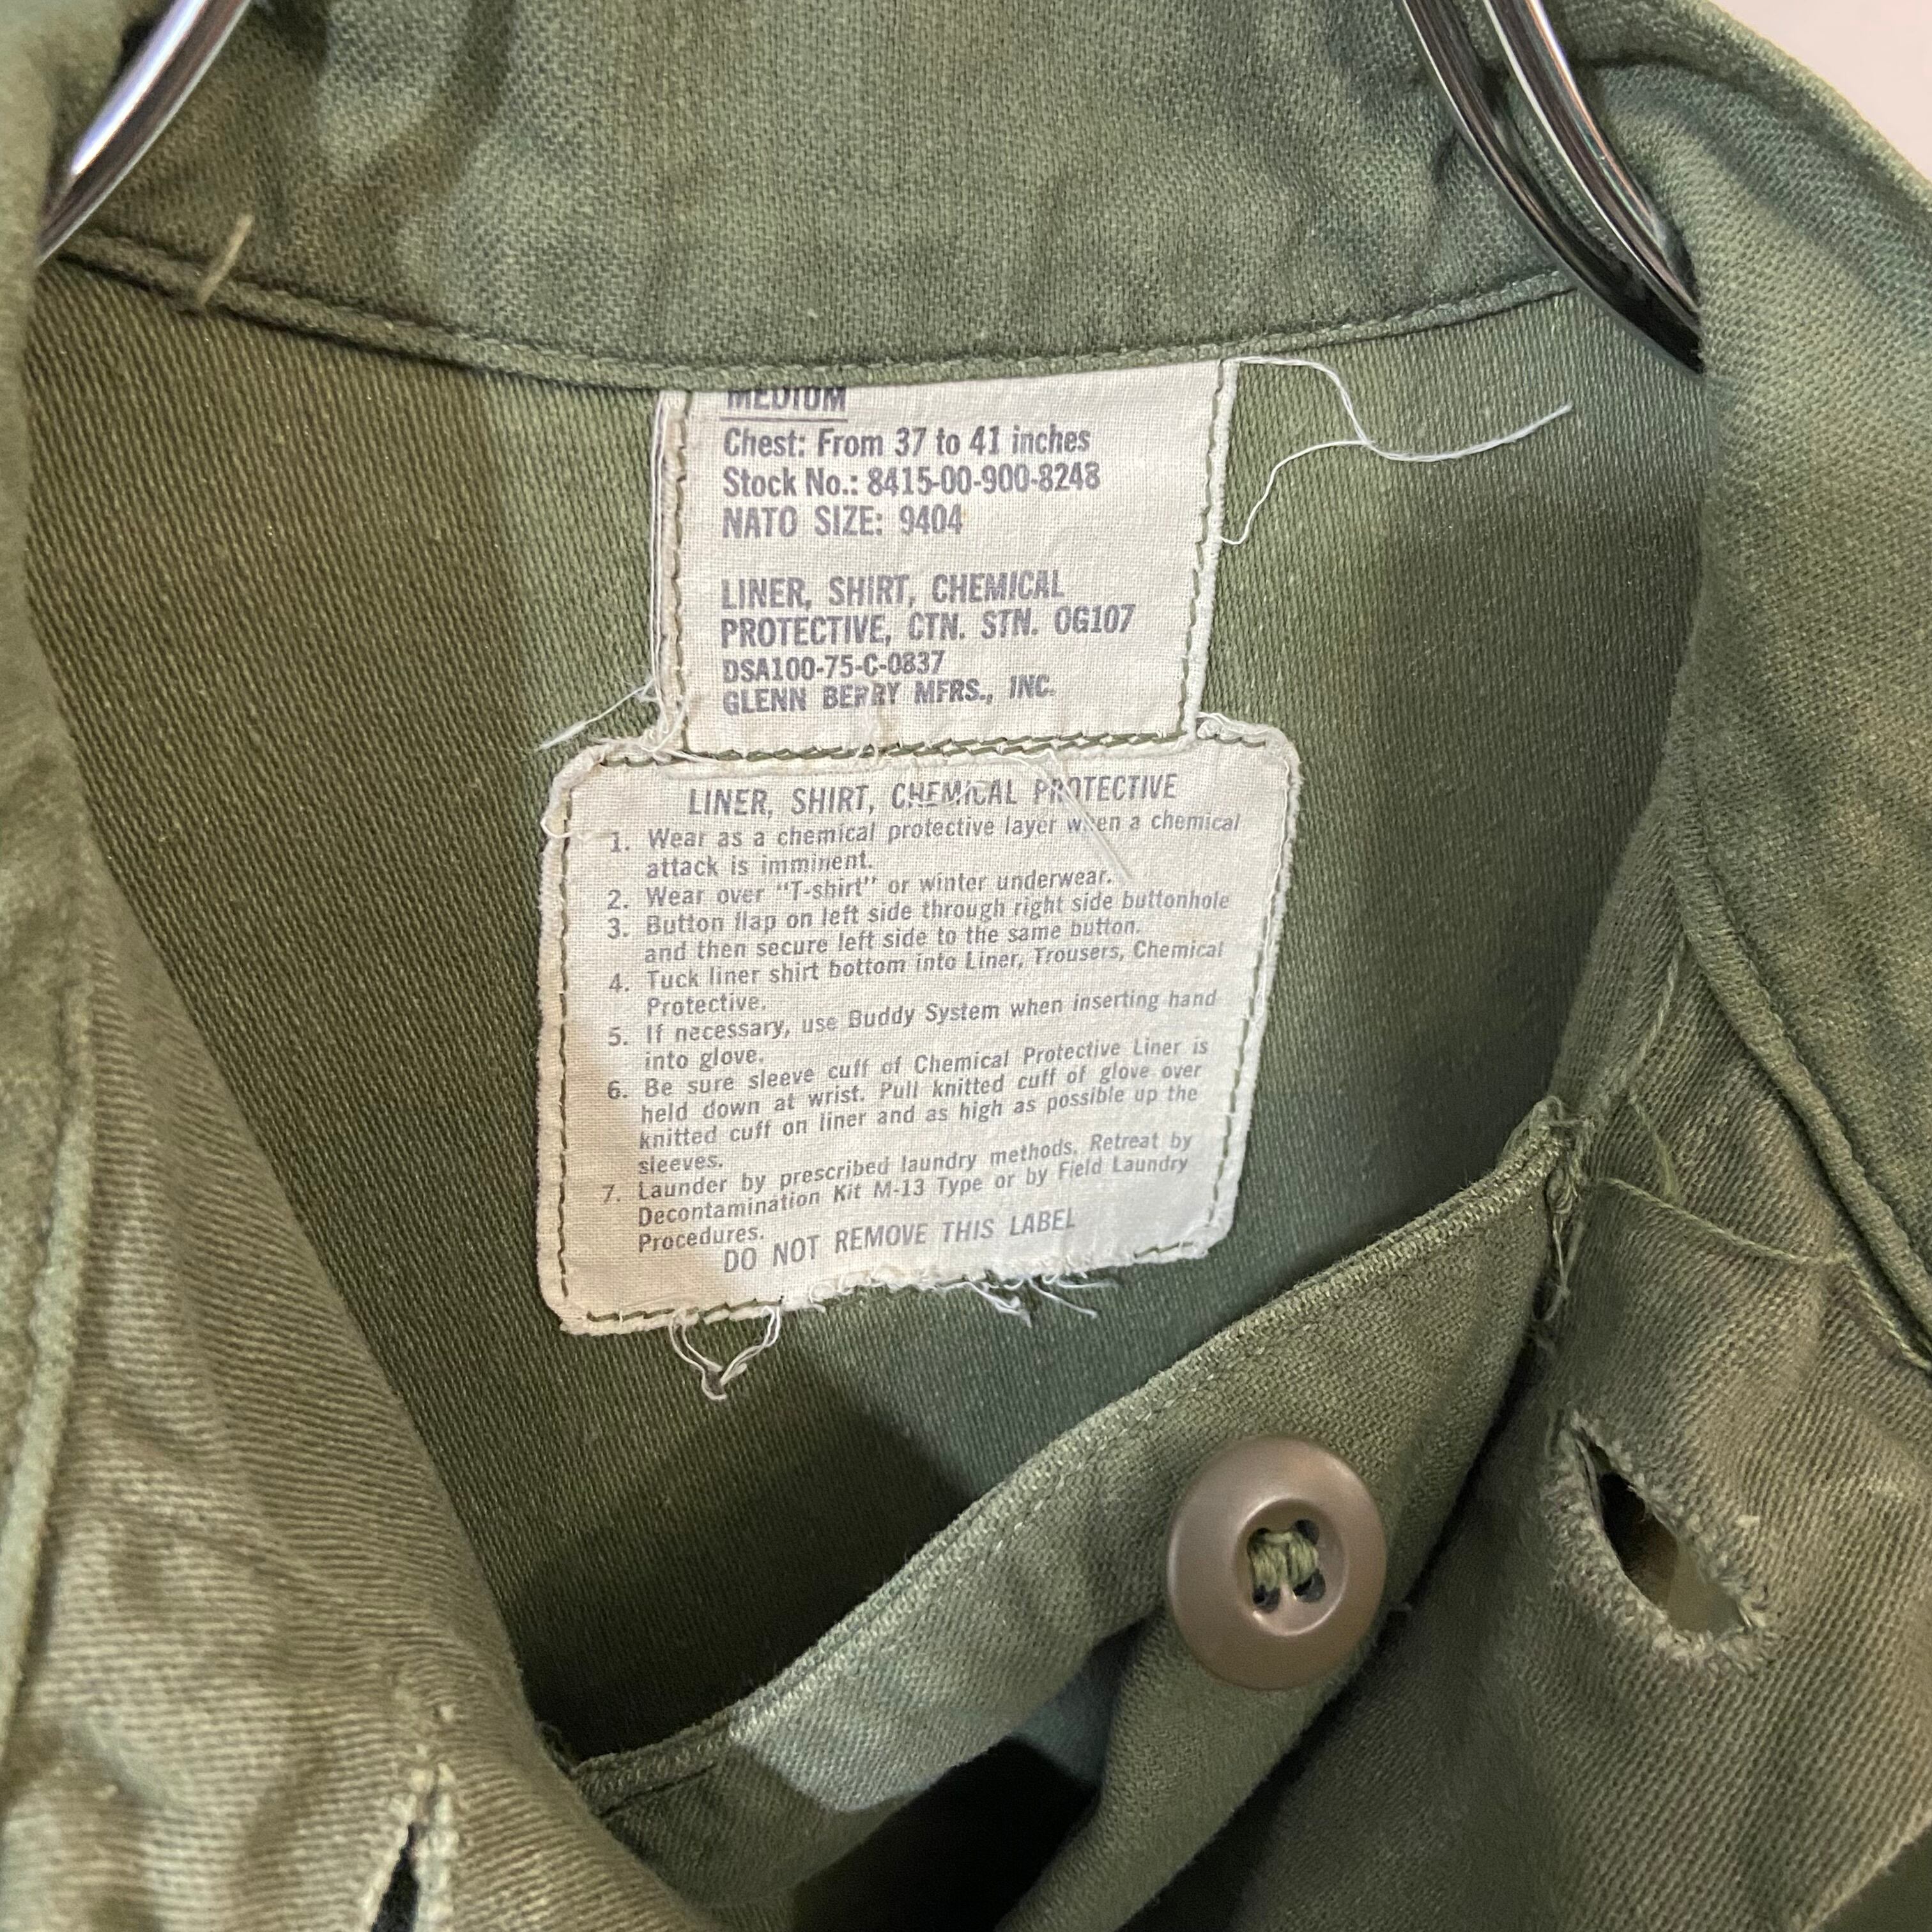 MEDIUM
Chest: From 37 to 41 inches
Stock No.: 8415-00-900-8248
NATO SIZE: 9404
LINER, SHIRT, CHEMICAL
PROTECTIVE, CTN. STN. OG107
DSA100-75-C-0837
GLENN BERRY MFRS., INC.
LINER, SHIRT, CHEMICAL PROTECTIVE
1. Wear as a chemical protective layer when a chemical
attack is imminent.
2. Wear over "T-shirt" or winter underwear.
3. Button flap on left side through right side buttonhole
and then secure left side to the same button.
4. Tuck liner shirt bottom into Liner, Trousers, Chemical
Protective.
5. If necessary, use Buddy System when inserting hand
into glove.
6. Be sure sleeve cuff of Chemical Protective Liner is
held down at wrist. Pull knitted cuff of glove over
knitted cuff on liner and as high as possible up the
sleeves.
7. Launder by prescribed laundry methods. Retreat by
Decontamination Kit M-13 Type or by Field Laundry
Procedures.
DO NOT REMOVE THIS LABEL